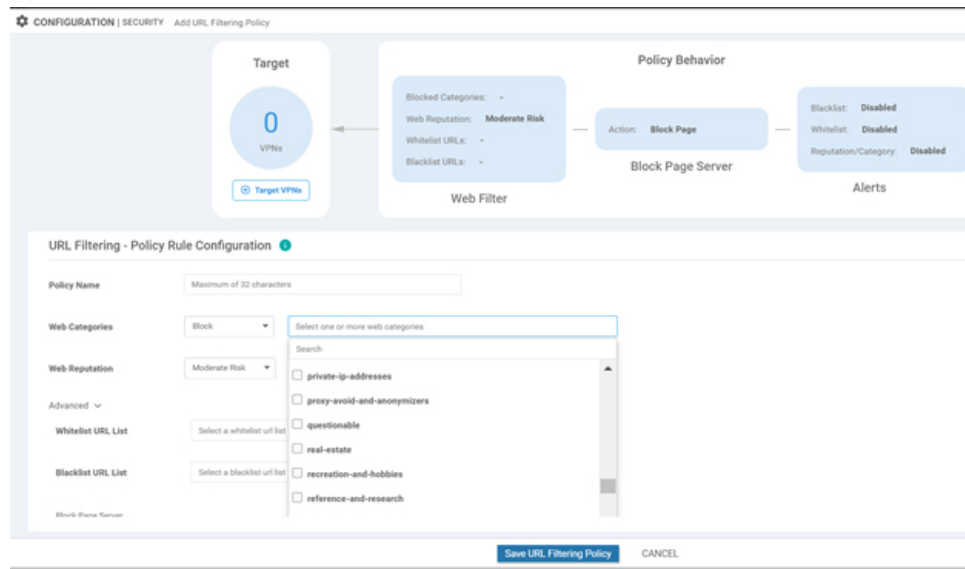 CONFIGURATION | SECURITY Add URL Filtering Policy
Target
0
VPNs
Target VPNs
Policy Behavior
Blocked Categories: -
Web Reputation: Moderate Risk
Whitelist URLs: -
Blacklist URLs: -
Web Filter
Action: Block Page
Block Page Server
Blacklist: Disabled
Whitelist: Disabled
Reputation/Category: Disabled
Alerts
URL Filtering - Policy Rule Configuration
Policy Name Maximum of 32 characters
Web Categories Block Select one or more web categories
Search
Web Reputation Moderate Risk
private-ip-addresses
proxy-avoid-and-anonymizers
questionable
real-estate
recreation-and-hobbies
reference-and-research
Advanced
Whitelist URL List Select a whitelist url list
Blacklist URL List Select a blacklist url list
Block Page Server
Save URL Filtering Policy CANCEL